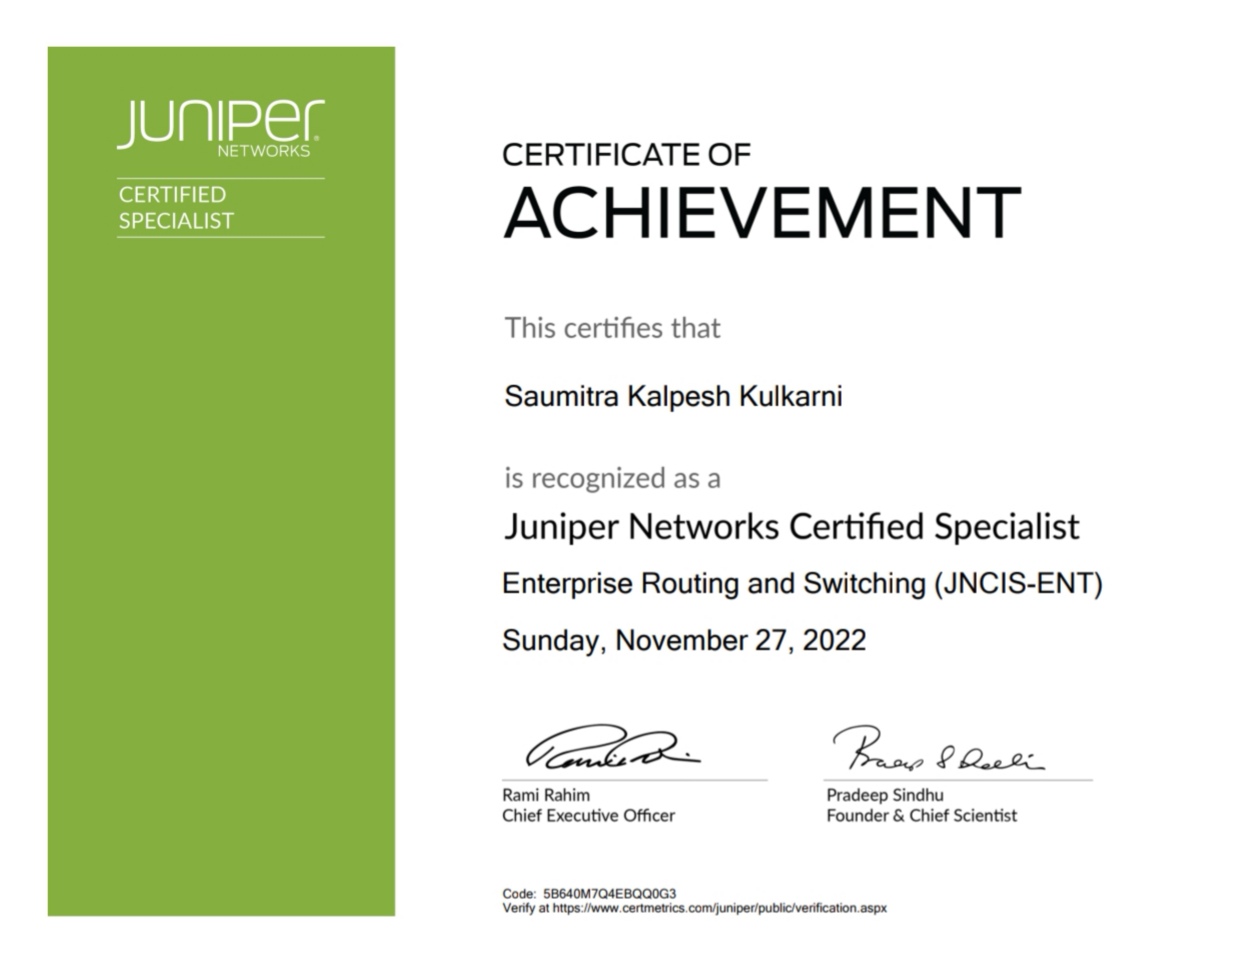 JUNIPER
NETWORKS
CERTIFIED
SPECIALIST
CERTIFICATE OF
ACHIEVEMENT
This certifies that
Saumitra Kalpesh Kulkarni
is recognized as a
Juniper Networks Certified Specialist
Enterprise Routing and Switching (JNCIS-ENT)
Sunday, November 27, 2022
Rami Rahim
Chief Executive Officer
Pradeep Sindhu
Founder & Chief Scientist
Code: 5B640M7Q4EBQQ0G3
Verify at https://www.certmetrics.com/juniper/public/verification.aspx